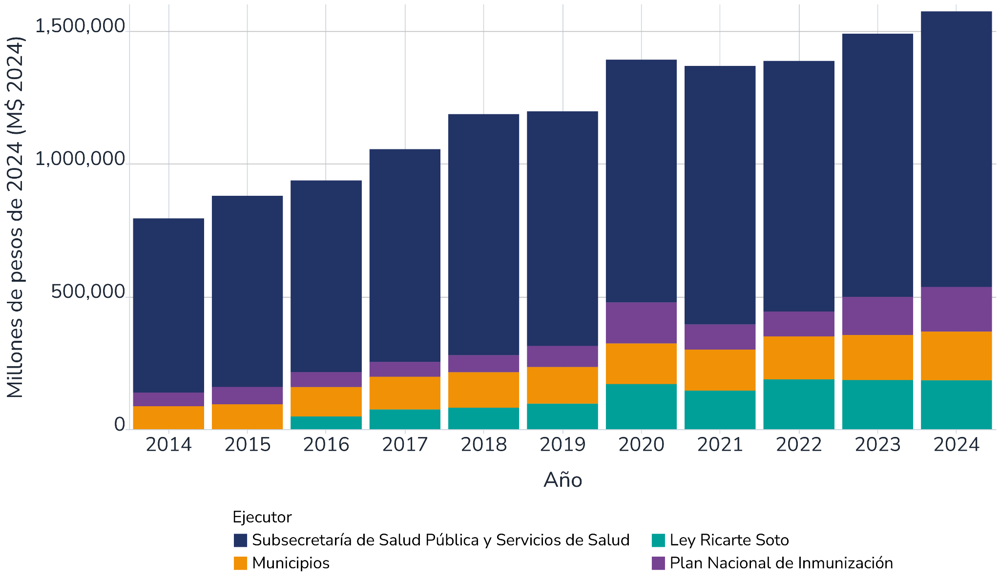 Millones de pesos de 2024 (M$ 2024)
1,500,000
1,000,000
500,000
0
2014 2015 2016 2017 2018 2019 2020 2021 2022 2023 2024
Año
Ejecutor
Subsecretaría de Salud Pública y Servicios de Salud
Ley Ricarte Soto
Municipios
Plan Nacional de Inmunización